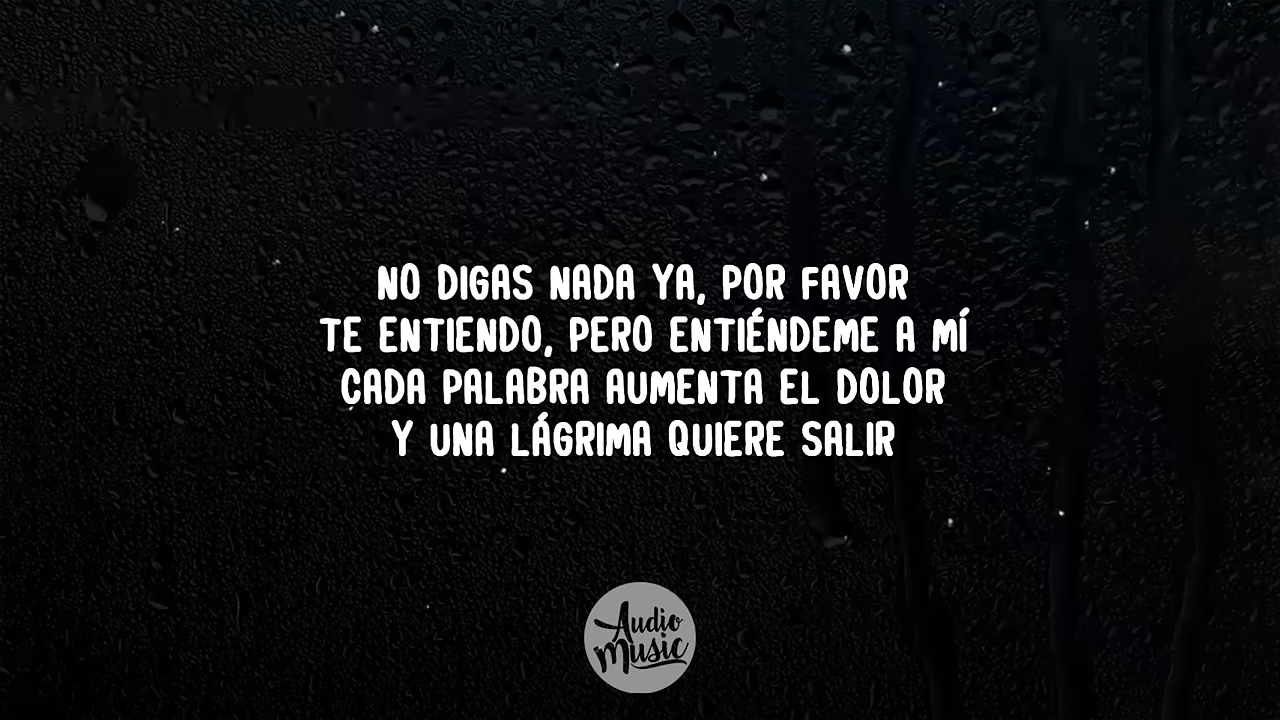 NO DIGAS NADA YA, POR FAVOR
TE ENTIENDO, PERO ENTIÉNDEME A MÍ
CADA PALABRA AUMENTA EL DOLOR
Y UNA LÁGRIMA QUIERE SALIR
Audio
Music